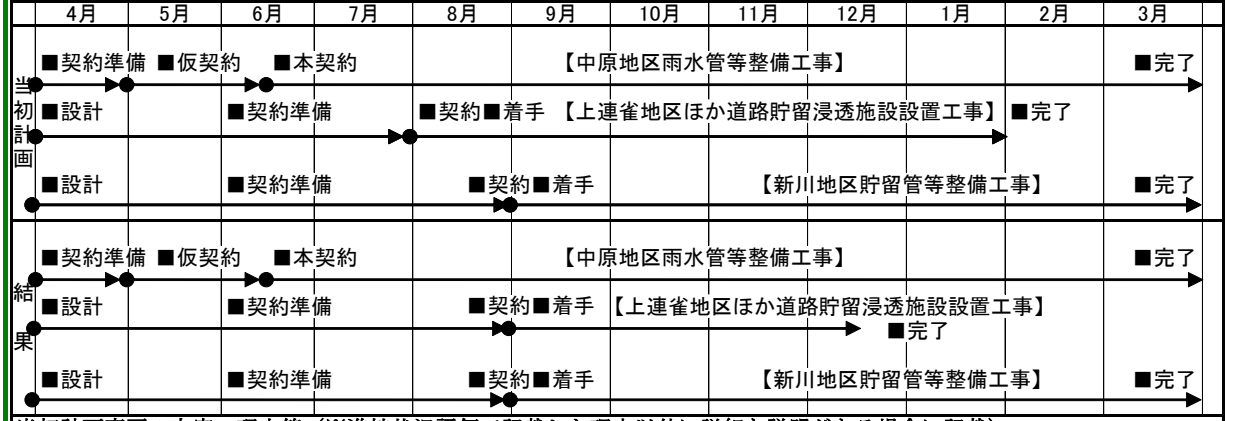 4月 5月 6月 7月 8月 9月 10月 11月 12月 1月 2月 3月
当初計画
■契約準備 ■仮契約 ■本契約 【中原地区雨水管等整備工事】 ■完了
■設計 ■契約準備 ■契約■着手 【上連雀地区ほか道路貯留浸透施設設置工事】 ■完了
■設計 ■契約準備 ■契約■着手 【新川地区貯留管等整備工事】 ■完了
結果
■契約準備 ■仮契約 ■本契約 【中原地区雨水管等整備工事】 ■完了
■設計 ■契約準備 ■契約■着手 【上連雀地区ほか道路貯留浸透施設設置工事】
■完了
■設計 ■契約準備 ■契約■着手 【新川地区貯留管等整備工事】 ■完了